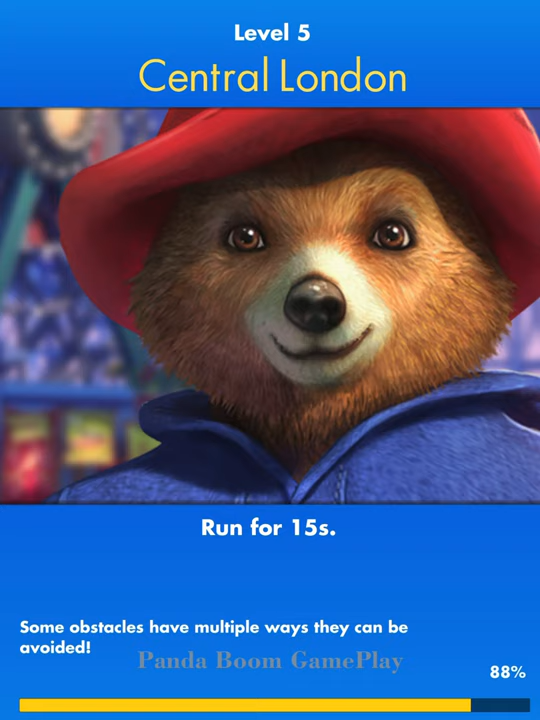 Level 5
Central London
Run for 15s.
Some obstacles have multiple ways they can be
avoided!
Panda Boom GamePlay
88%